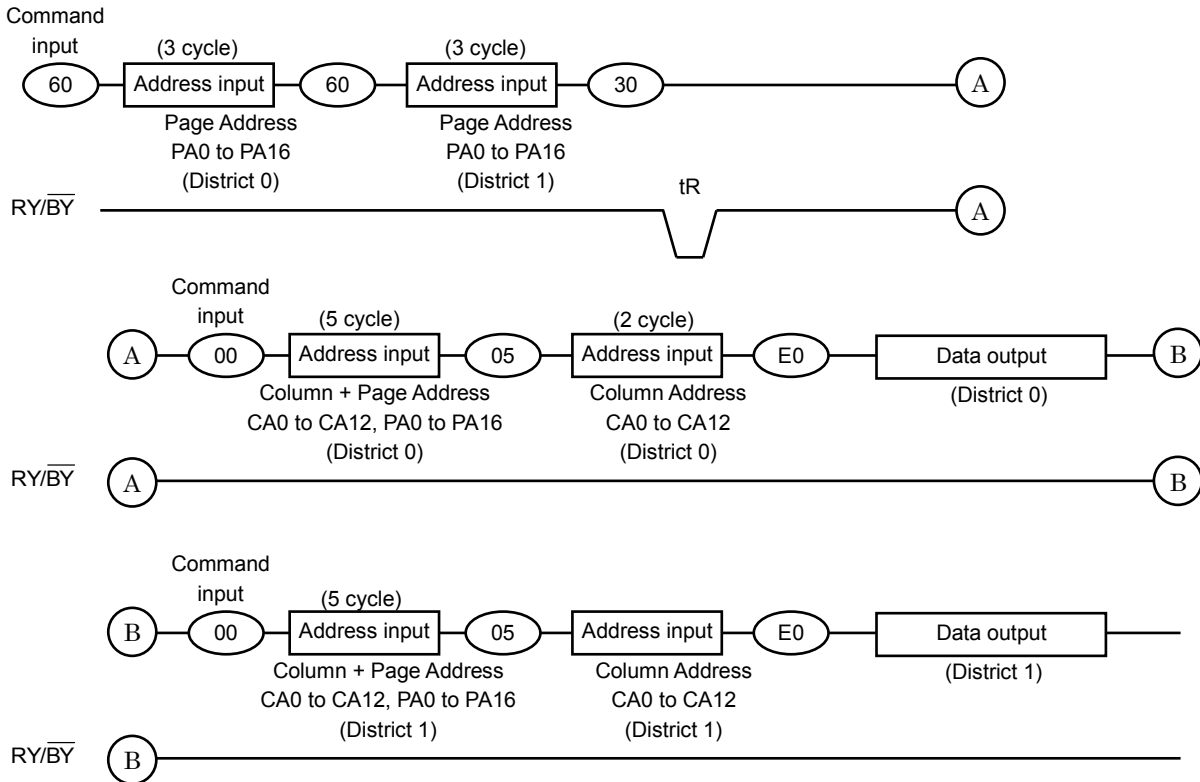 Command
input
(3 cycle)
(3 cycle)
60
Address input
60
Address input
30
A
Page Address
PA0 to PA16
(District 0)
Page Address
PA0 to PA16
(District 1)
tR
RY/B̅Y̅
A
Command
input
(5 cycle)
(2 cycle)
A
00
Address input
05
Address input
E0
Data output
B
Column + Page Address
CA0 to CA12, PA0 to PA16
(District 0)
Column Address
CA0 to CA12
(District 0)
(District 0)
RY/B̅Y̅
A
B
Command
input
(5 cycle)
B
00
Address input
05
Address input
E0
Data output
Column + Page Address
CA0 to CA12, PA0 to PA16
(District 1)
Column Address
CA0 to CA12
(District 1)
(District 1)
RY/B̅Y̅
B